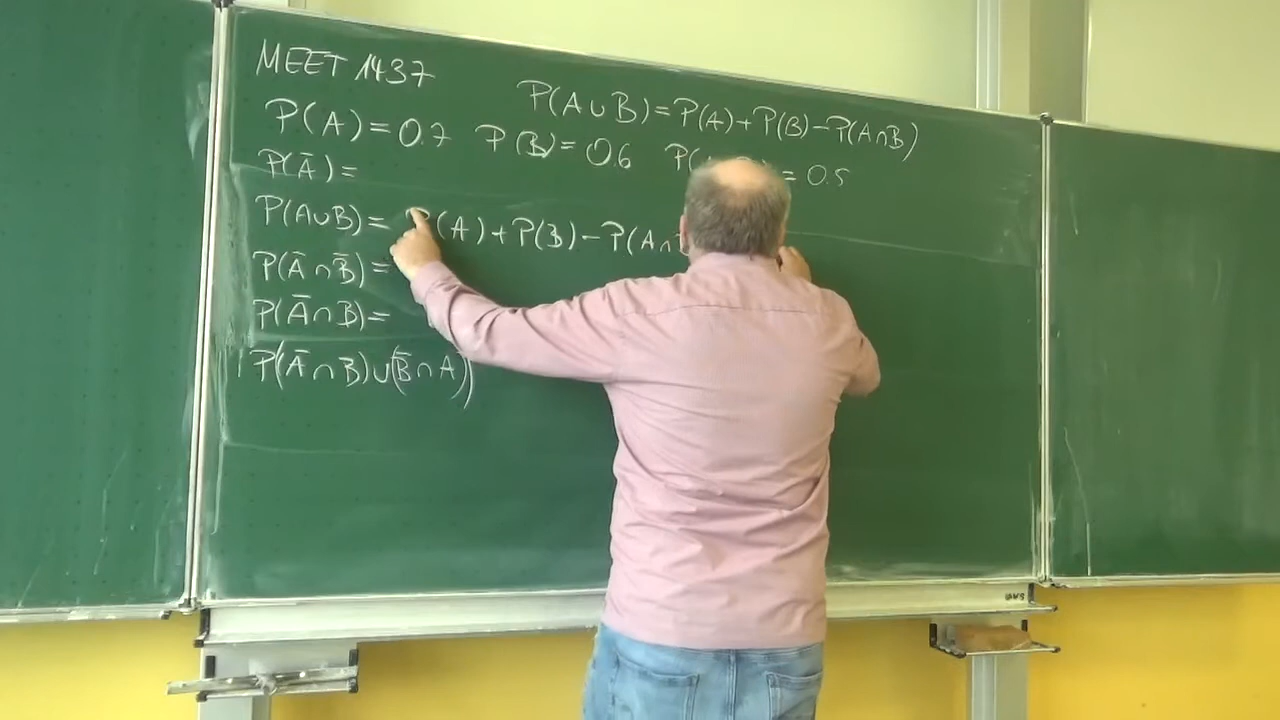 MEET 1437
P(A∪B)=P(A)+P(B)-P(A∩B)
P(A)=0.7 P(B)=0.6 P( = 0.5
P(Ā)=
P(A∪B)= P(A)+P(B)-P(A∩
P(Ā∩B̄)=
P(Ā∩B)=
P(Ā∩B)∪(B̄∩A))